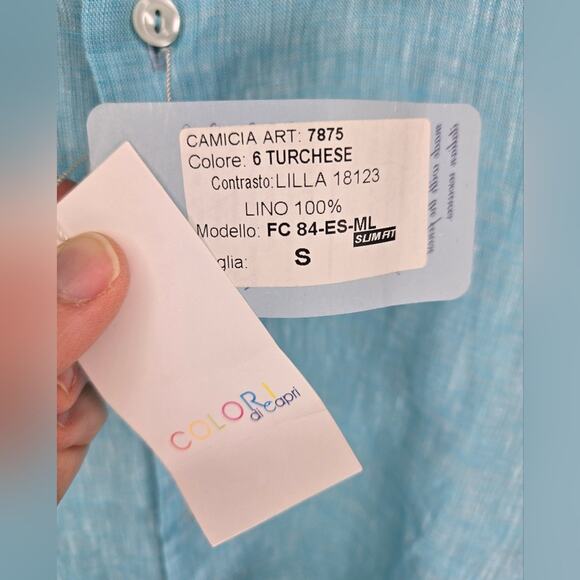 CAMICIA ART: 7875
Colore: 6 TURCHESE
Contrasto: LILLA 18123
LINO 100%
Modello: FC 84-ES-ML
SLIM FIT
glia: S
COLORI
di Capri